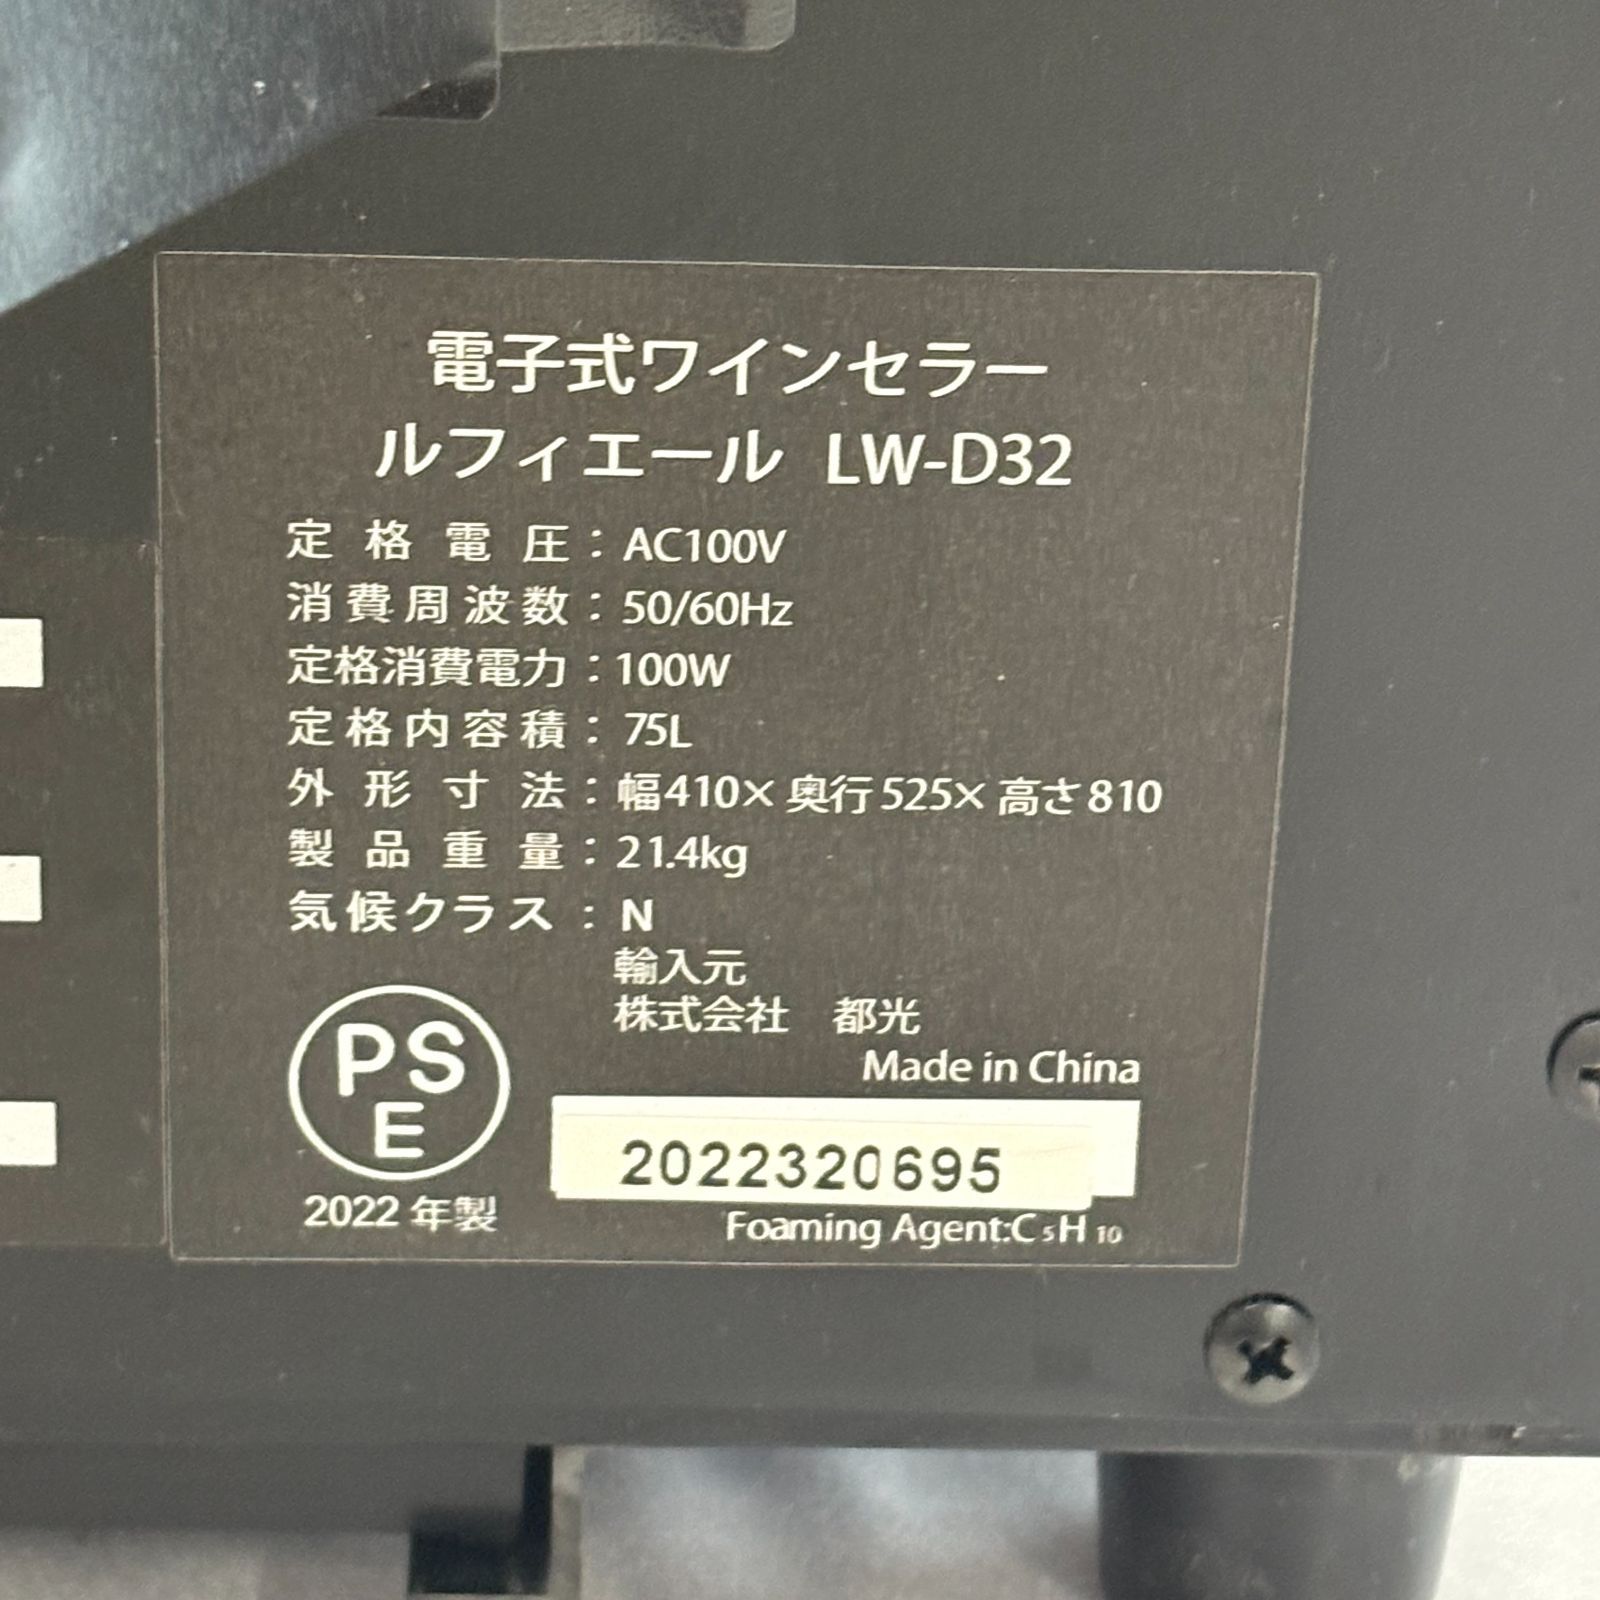 電子式ワインセラー
ルフィエール LW-D32
定格電圧：AC100V
消費周波数：50/60Hz
定格消費電力：100W
定格内容積：75L
外形寸法：幅410×奥行525×高さ810
製品重量：21.4kg
気候クラス：N
輸入元
株式会社 都光
Made in China
PS
E
2022320695
2022年製
Foaming Agent:C5H10